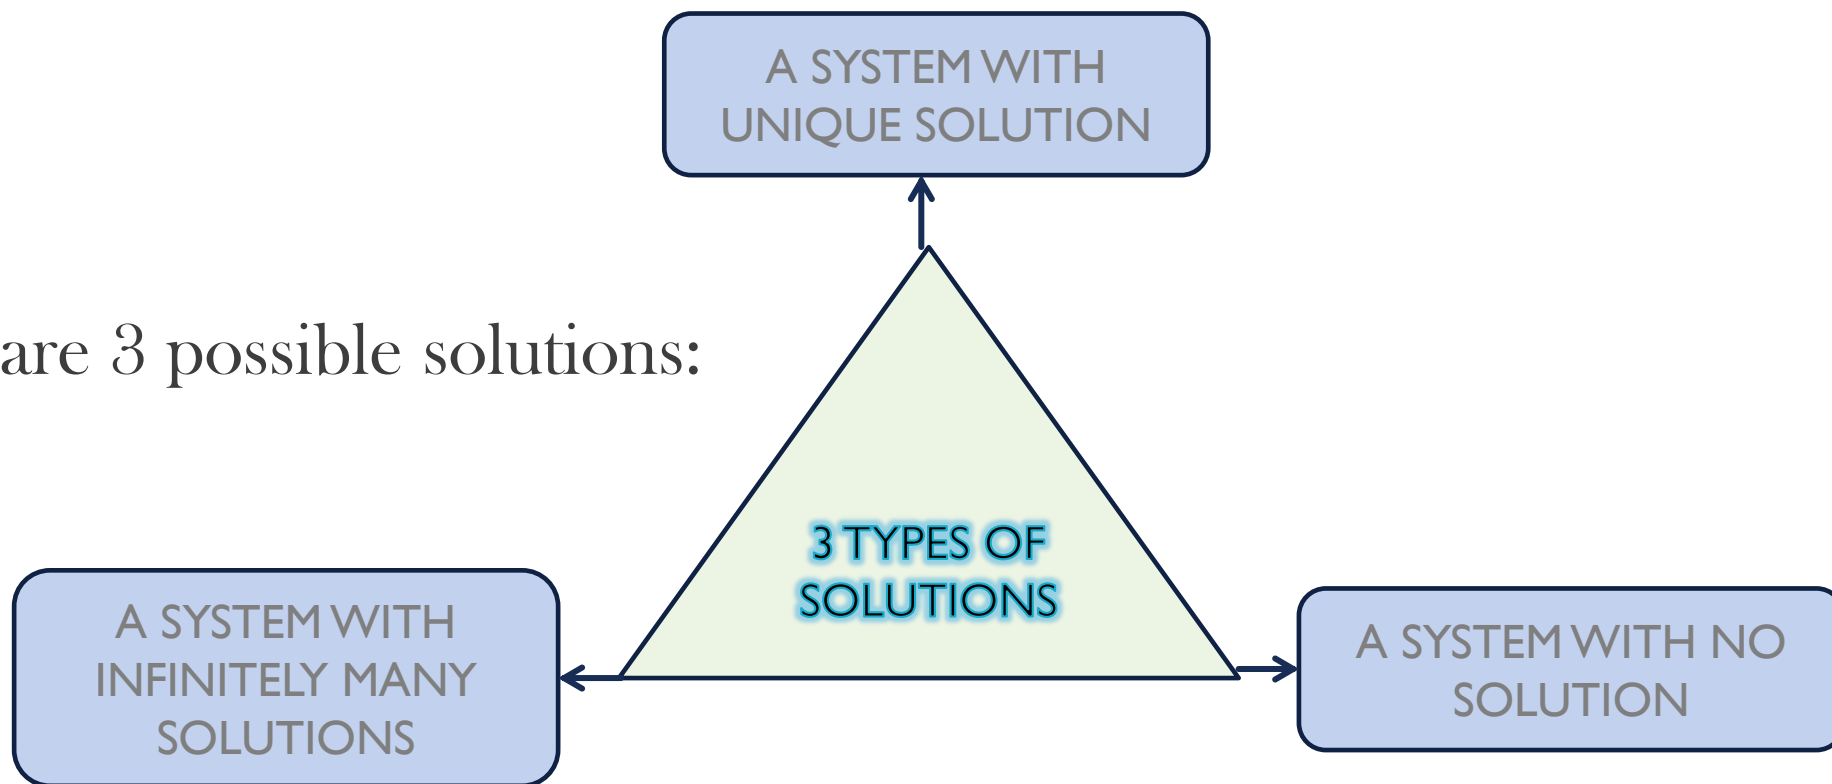 A SYSTEM WITH
UNIQUE SOLUTION
are 3 possible solutions:
3 TYPES OF
SOLUTIONS
A SYSTEM WITH
INFINITELY MANY
SOLUTIONS
A SYSTEM WITH NO
SOLUTION